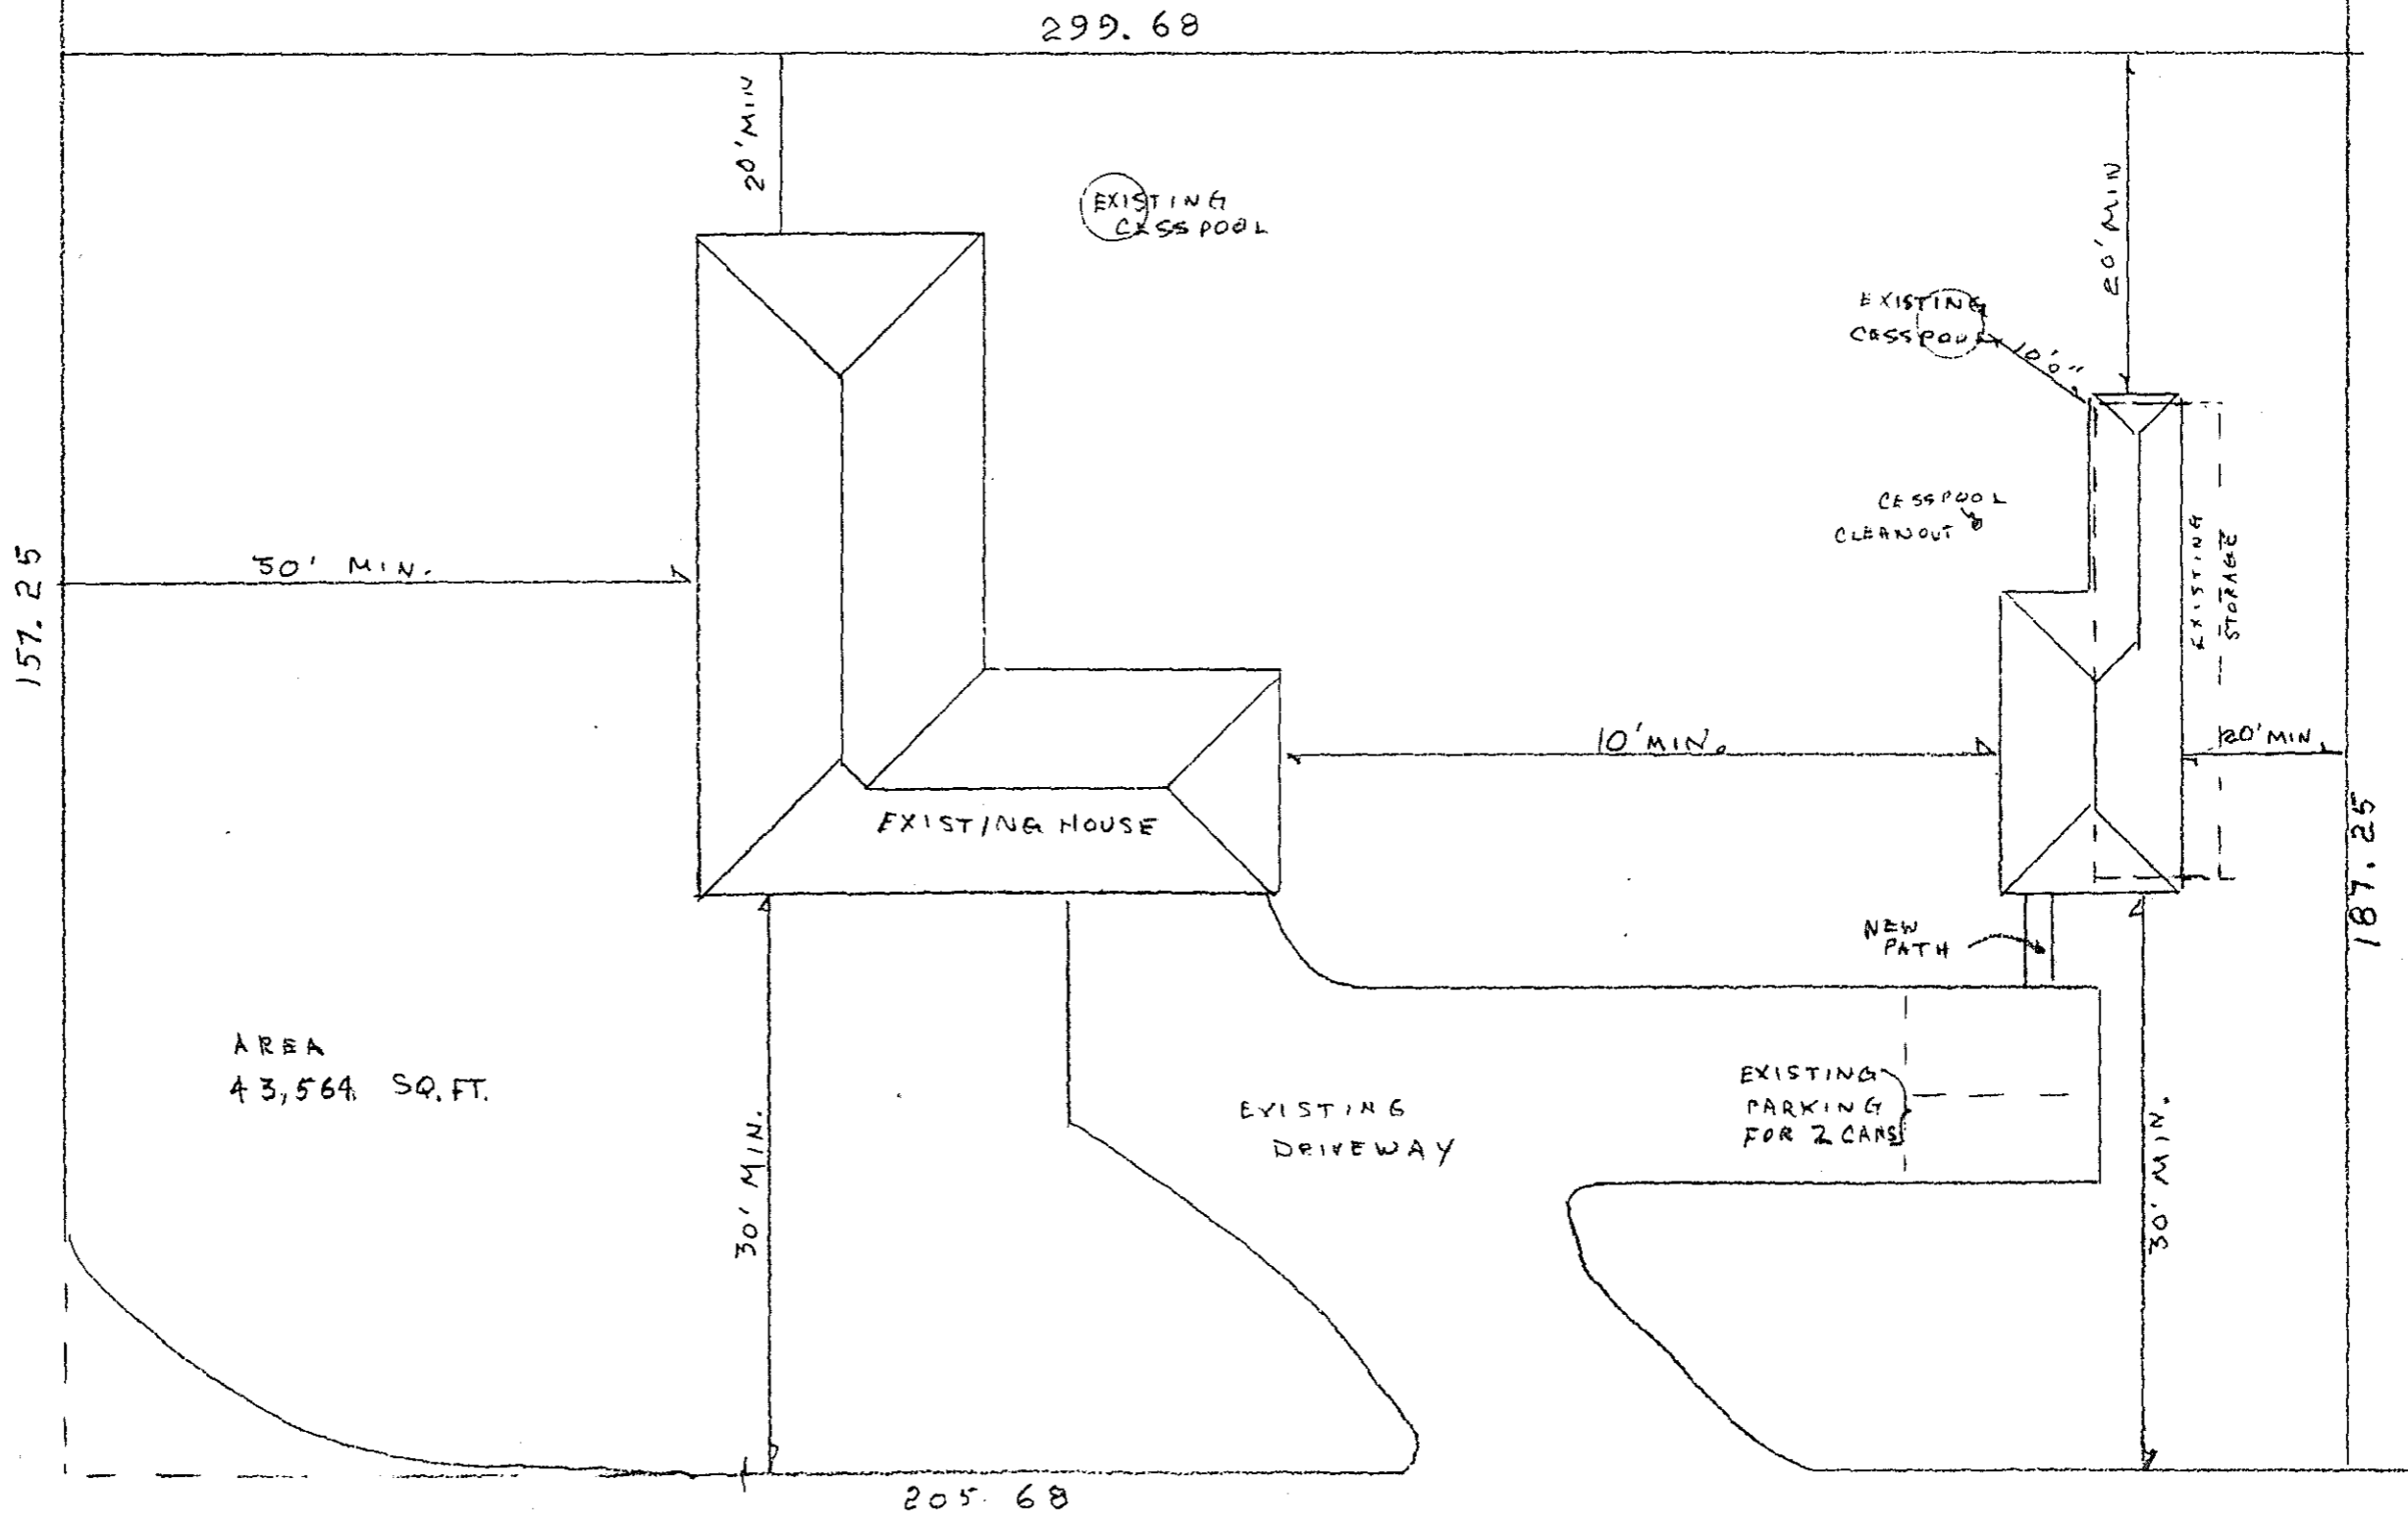 299.68
20'MIN
EXISTING
CESSPOOL
20'MIN
EXISTING
CESSPOOL
10'0"
CESSPOOL
CLEANOUT
EXISTING
STORAGE
157.25
50' MIN.
10'MIN.
20'MIN.
187.25
EXISTING HOUSE
NEW
PATH
AREA
43,564 SQ.FT.
30' MIN.
EXISTING
DRIVEWAY
EXISTING
PARKING
FOR 2 CARS
30' MIN.
205.68